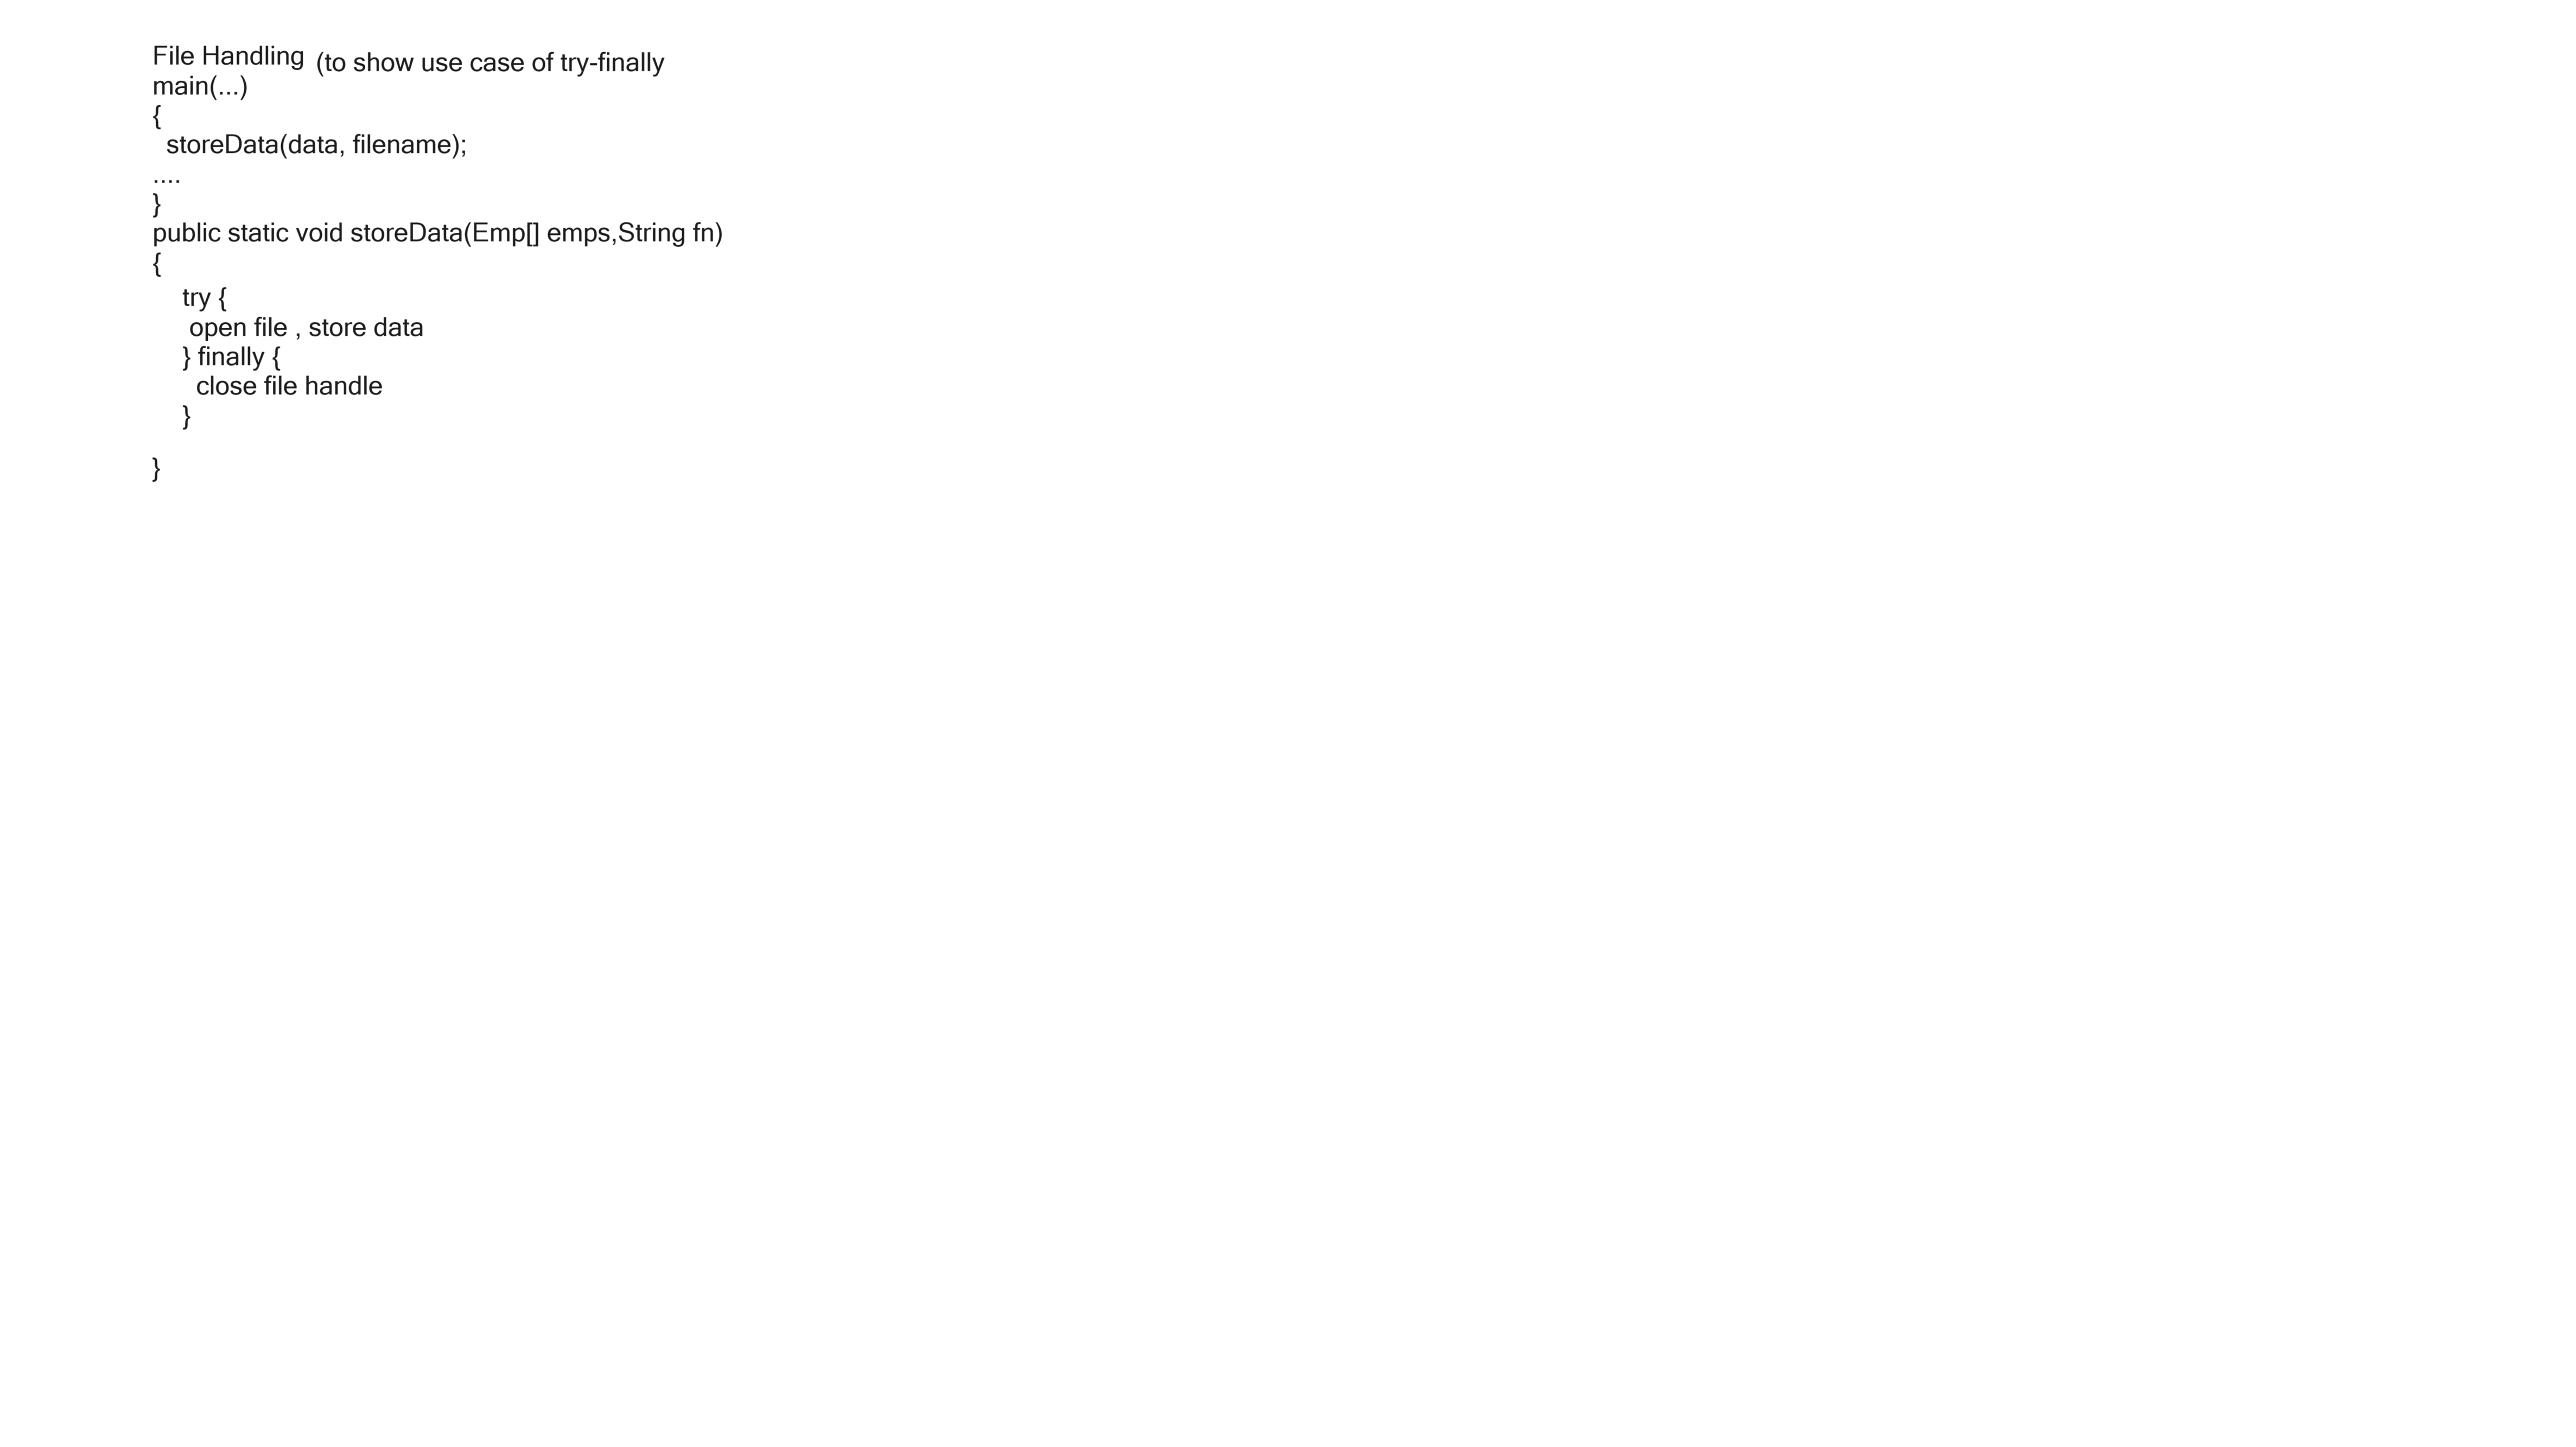 File Handling (to show use case of try-finally
main(...)
{
storeData(data, filename);
....
}
public static void storeData(Emp[] emps,String fn)
{
try {
open file , store data
} finally {
close file handle
}
}